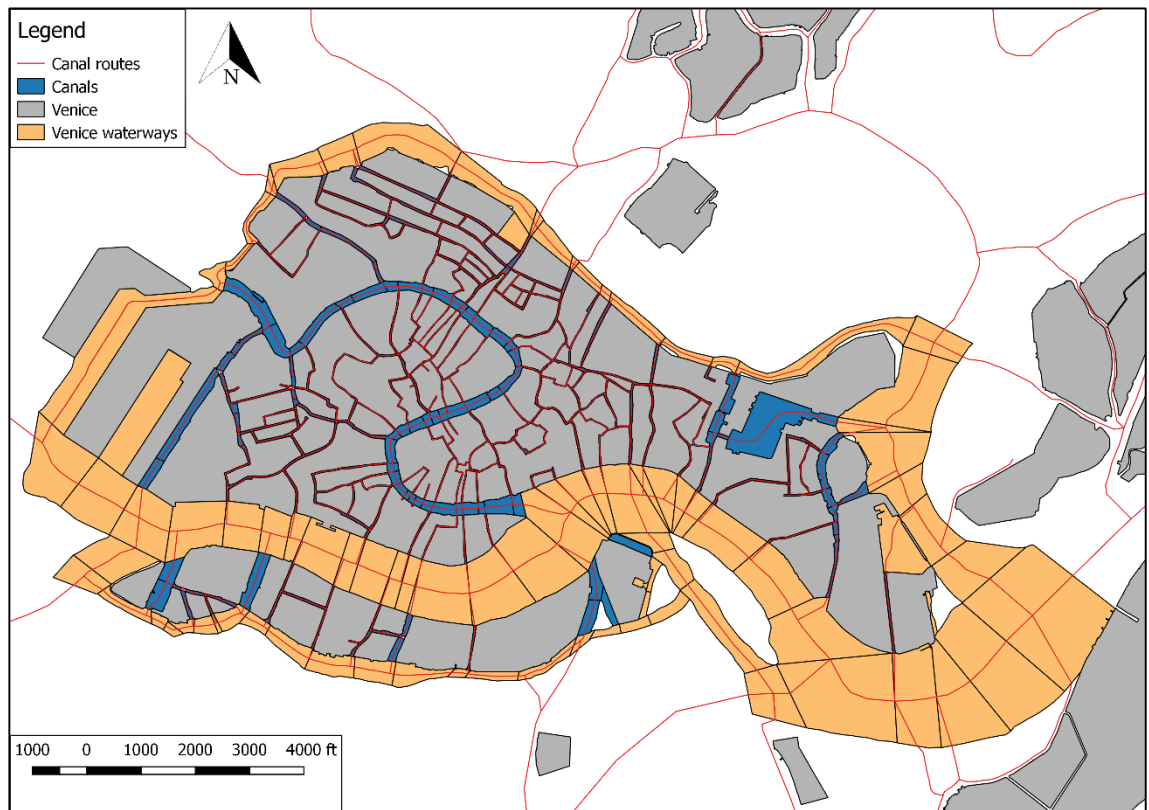 Legend
Canal routes
Canals
Venice
Venice waterways
N
1000 0 1000 2000 3000 4000 ft